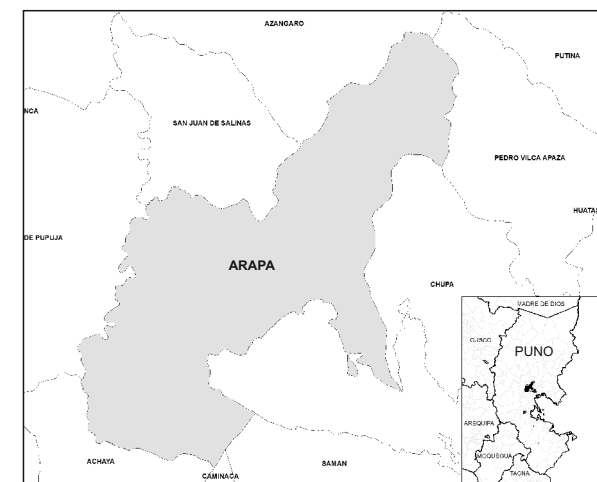 AZANGARO
PUTINA
NCA
SAN JUAN DE SALINAS
PEDRO VILCA APAZA
HUATAS
DE PUPUJA
ARAPA
CHUPA
MADRE DE DIOS
CUSCO
PUNO
AREQUIPA
MOQUEGUA
TACNA
ACHAYA
SAMAN
CAMINACA